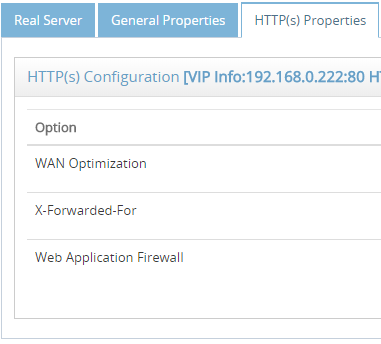 Real Server General Properties HTTP(s) Properties
HTTP(s) Configuration [VIP Info:192.168.0.222:80
Option
WAN Optimization
X-Forwarded-For
Web Application Firewall